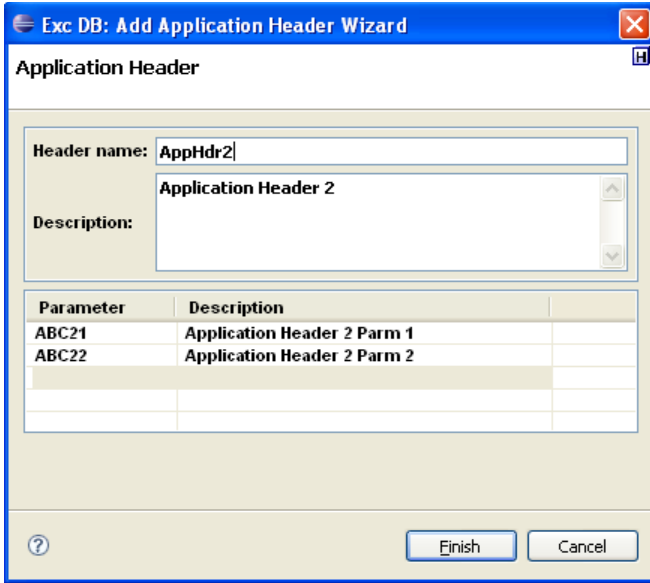 Exc DB: Add Application Header Wizard
H
Application Header
Header name: AppHdr2
Application Header 2
Description:
Parameter Description
ABC21 Application Header 2 Parm 1
ABC22 Application Header 2 Parm 2
? Finish Cancel